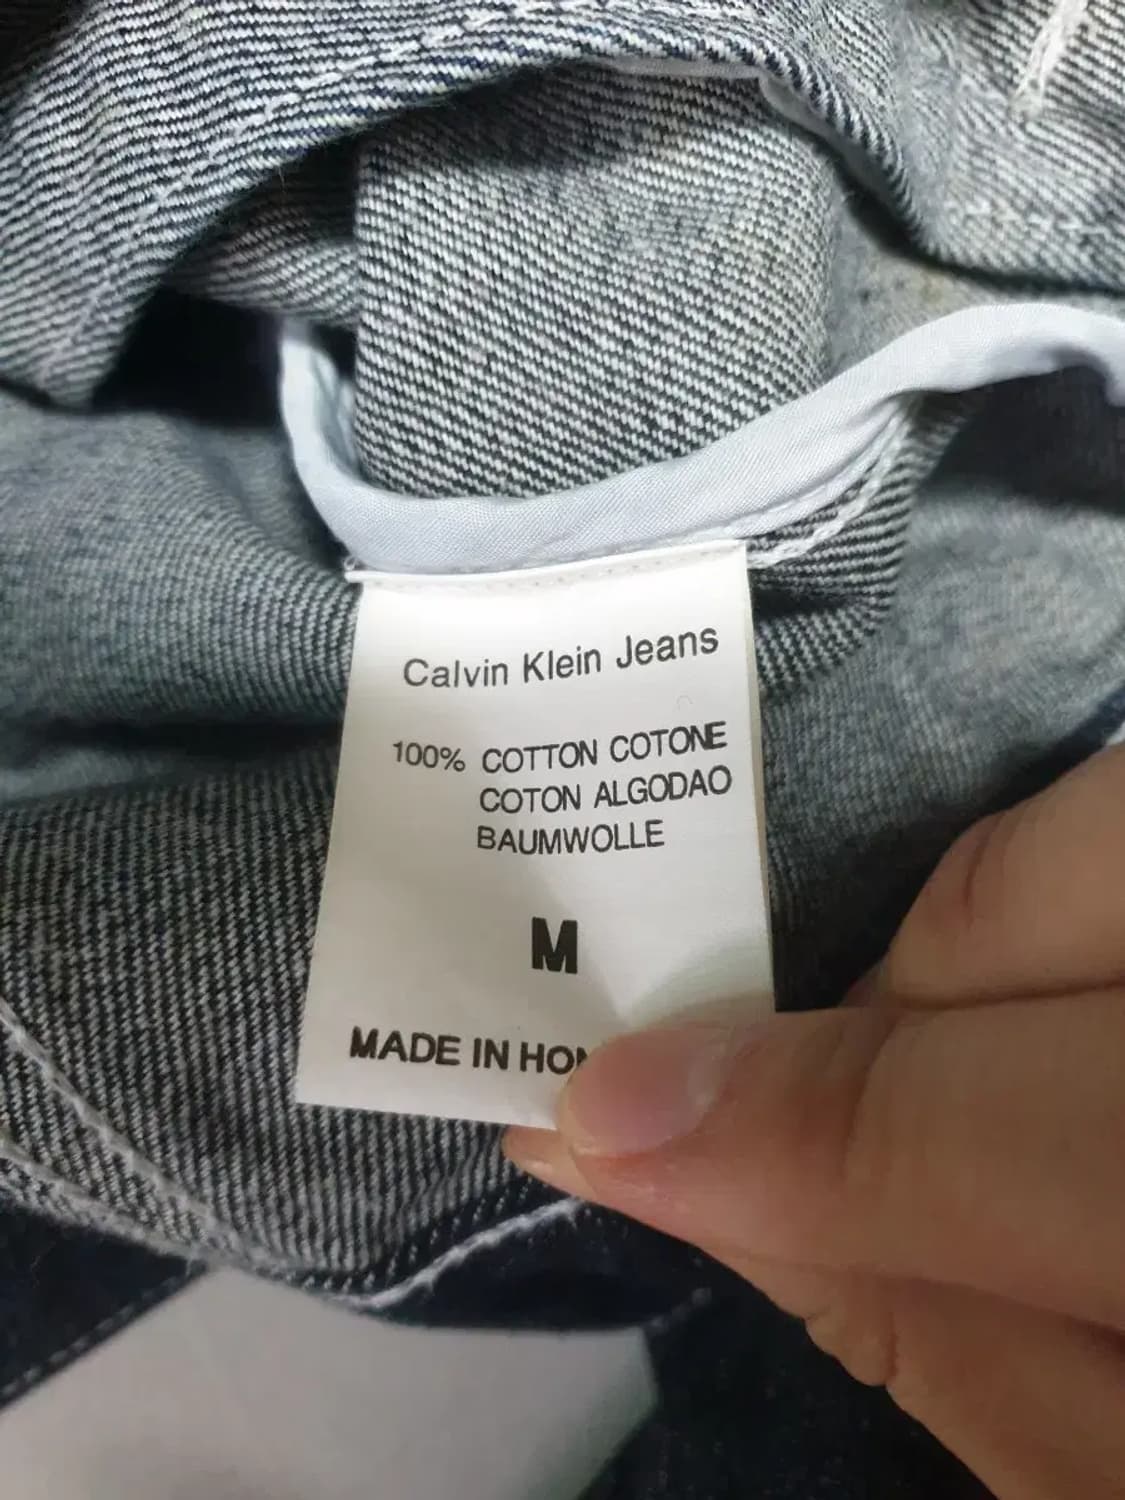 Calvin Klein Jeans
100% COTTON COTONE
COTON ALGODAO
BAUMWOLLE
M
MADE IN HON